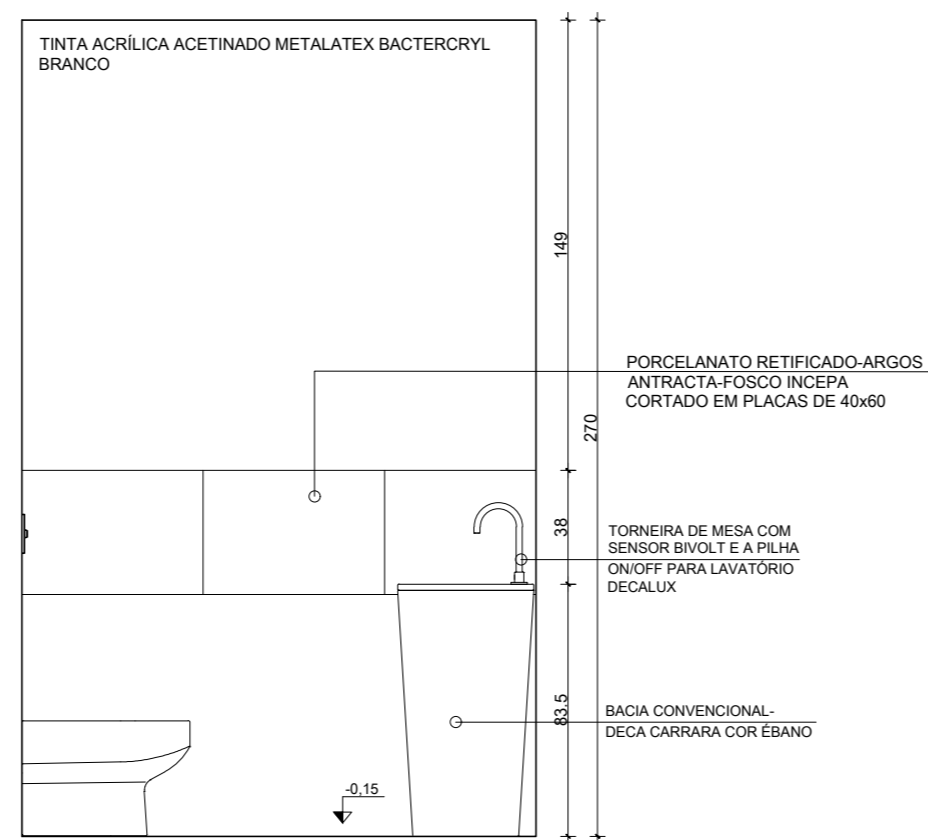 TINTA ACRÍLICA ACETINADO METALATEX BACTERCRYL
BRANCO
149
270
PORCELANATO RETIFICADO-ARGOS
ANTRACTA-FOSCO INCEPA
CORTADO EM PLACAS DE 40x60
38
TORNEIRA DE MESA COM
SENSOR BIVOLT E A PILHA
ON/OFF PARA LAVATÓRIO
DECALUX
83,5
BACIA CONVENCIONAL-
DECA CARRARA COR ÉBANO
-0,15